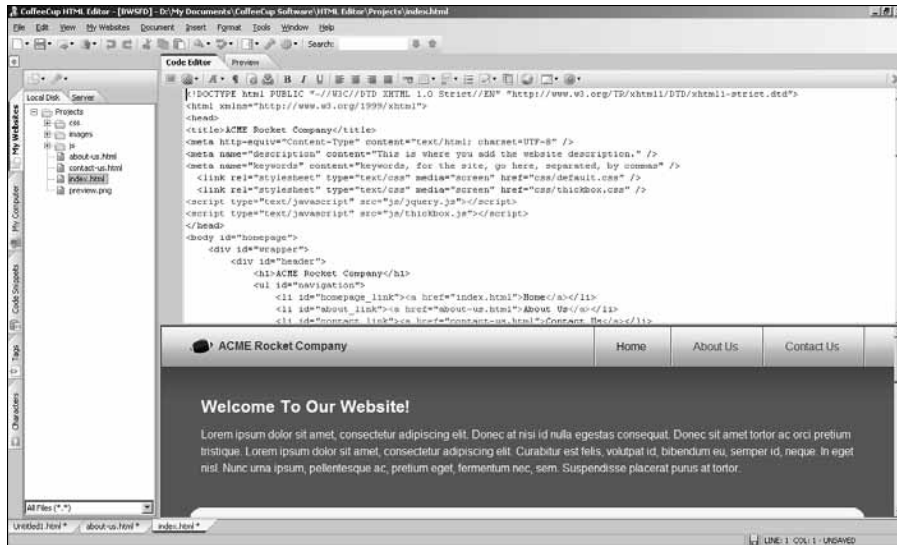 CoffeeCup HTML Editor - [BWSFD] - D:\My Documents\CoffeeCup Software\HTML Editor\Projects\index.html
File Edit View My Websites Document Insert Format Tools Window Help
Search:
Code Editor Preview
B I U
Local Disk Server
Projects
css
images
js
about-us.html
contact-us.html
index.html
preview.png
My Websites
My Computer
Code Snippets
Tags
Characters
<!DOCTYPE html PUBLIC "-//W3C//DTD XHTML 1.0 Strict//EN" "http://www.w3.org/TR/xhtml1/DTD/xhtml1-strict.dtd">
<html xmlns="http://www.w3.org/1999/xhtml">
<head>
<title>ACME Rocket Company</title>
<meta http-equiv="Content-Type" content="text/html; charset=UTF-8" />
<meta name="description" content="This is where you add the website description." />
<meta name="keywords" content="keywords, for the site, go here, separated, by commas" />
<link rel="stylesheet" type="text/css" media="screen" href="css/default.css" />
<link rel="stylesheet" type="text/css" media="screen" href="css/thickbox.css" />
<script type="text/javascript" src="js/jquery.js"></script>
<script type="text/javascript" src="js/thickbox.js"></script>
</head>
<body id="homepage">
<div id="wrapper">
<div id="header">
<h1>ACME Rocket Company</h1>
<ul id="navigation">
<li id="homepage_link"><a href="index.html">Home</a></li>
<li id="about_link"><a href="about-us.html">About Us</a></li>
<li id="contact_link"><a href="contact-us.html">Contact Us</a></li>
ACME Rocket Company Home About Us Contact Us
Welcome To Our Website!
Lorem ipsum dolor sit amet, consectetur adipiscing elit. Donec at nisi id nulla egestas consequat. Donec sit amet tortor ac orci pretium
tristique. Lorem ipsum dolor sit amet, consectetur adipiscing elit. Curabitur est felis, volutpat id, bibendum eu, semper id, neque. In eget
nisl. Nunc urna ipsum, pellentesque ac, pretium eget, fermentum nec, sem. Suspendisse placerat purus at tortor.
All Files (*.*)
Untitled1.html * about-us.html * index.html *
LINE: 1 COL: 1 - UNSAVED